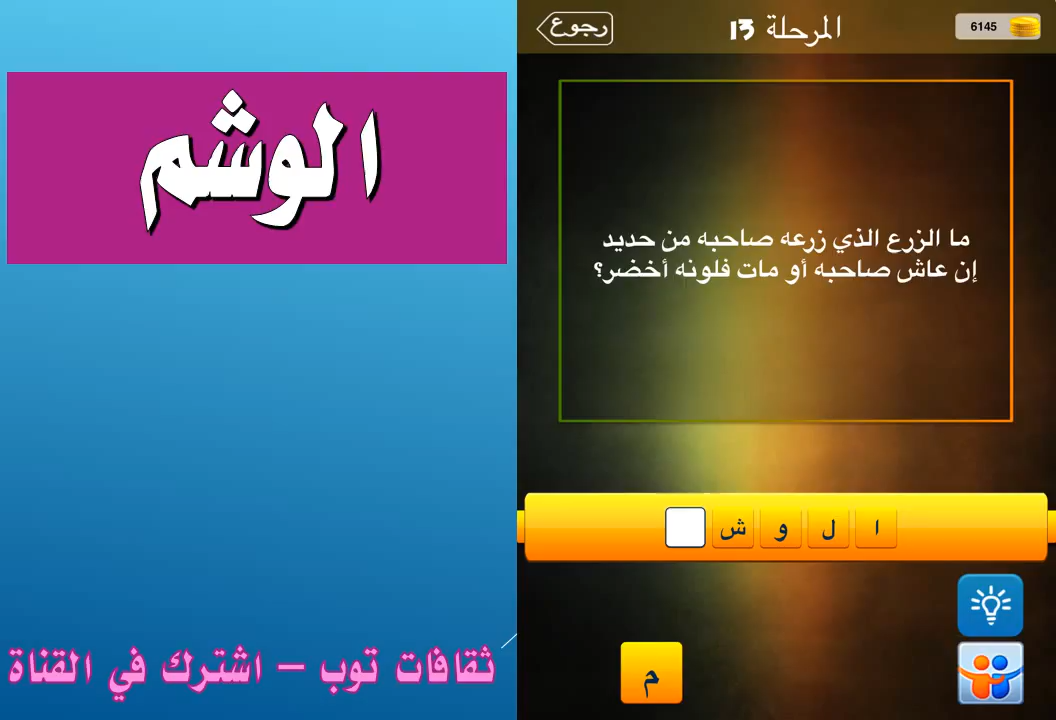 الوشم
ثقافات توب – اشترك في القناة
رجوع
المرحلة 13
6145
ما الزرع الذي زرعه صاحبه من حديد
إن عاش صاحبه أو مات فلونه أخضر؟
ا ل و ش
م